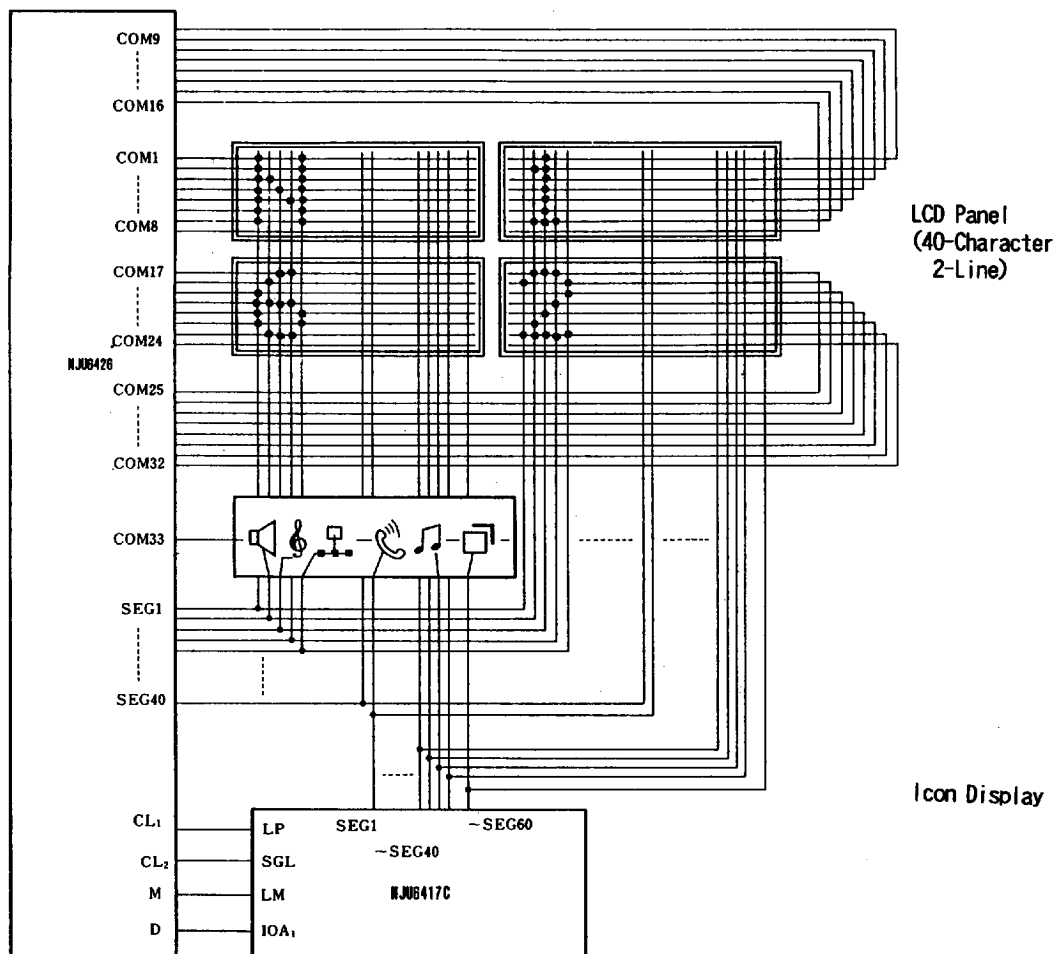 COM9
COM16
COM1
COM8
LCD Panel
(40-Character
2-Line)
COM17
COM24
NJU6426
COM25
COM32
COM33
SEG1
SEG40
Icon Display
CL₁
LP
SEG1
~SEG60
~SEG40
CL₂
SGL
M
LM
NJU6417C
D
IOA₁